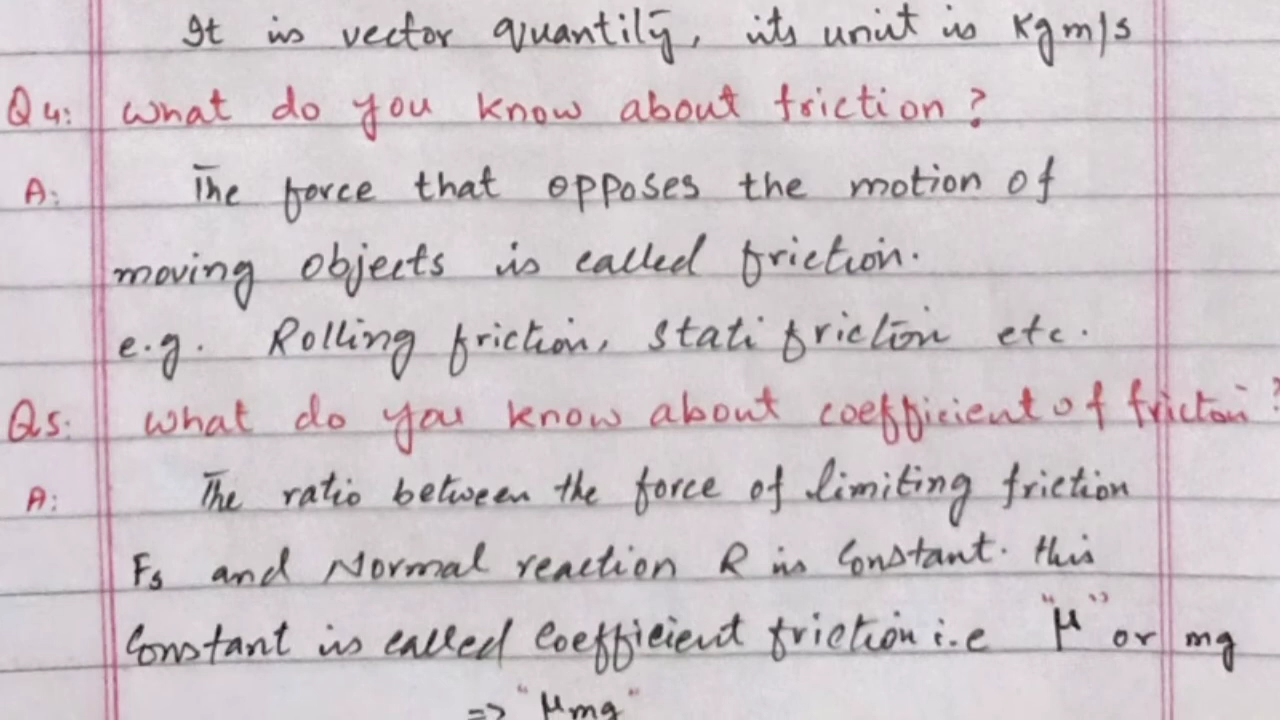 It is vector quantity, its unit is Kgm/s
Q4: What do you know about friction?
A: The force that opposes the motion of
moving objects is called friction.
e.g. Rolling friction, stati friction etc.
Q5: What do you know about coefficient of fricton?
A: The ratio between the force of limiting friction
Fs and Normal reaction R is Constant. this
Constant is called Coefficient friction i.e "μ" or mg
=> "μmg"